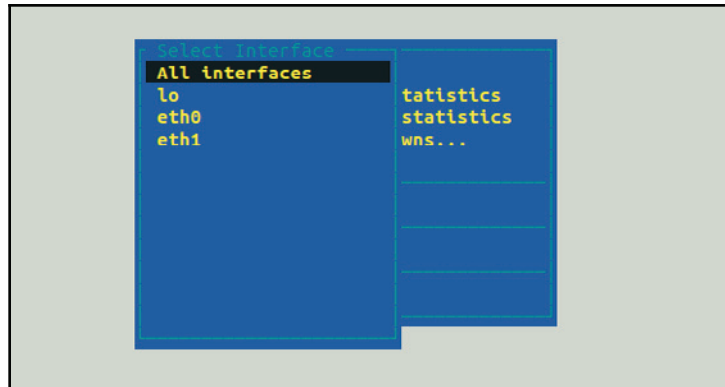 Select Interface
All interfaces
lo
tatistics
eth0
statistics
eth1
wns...